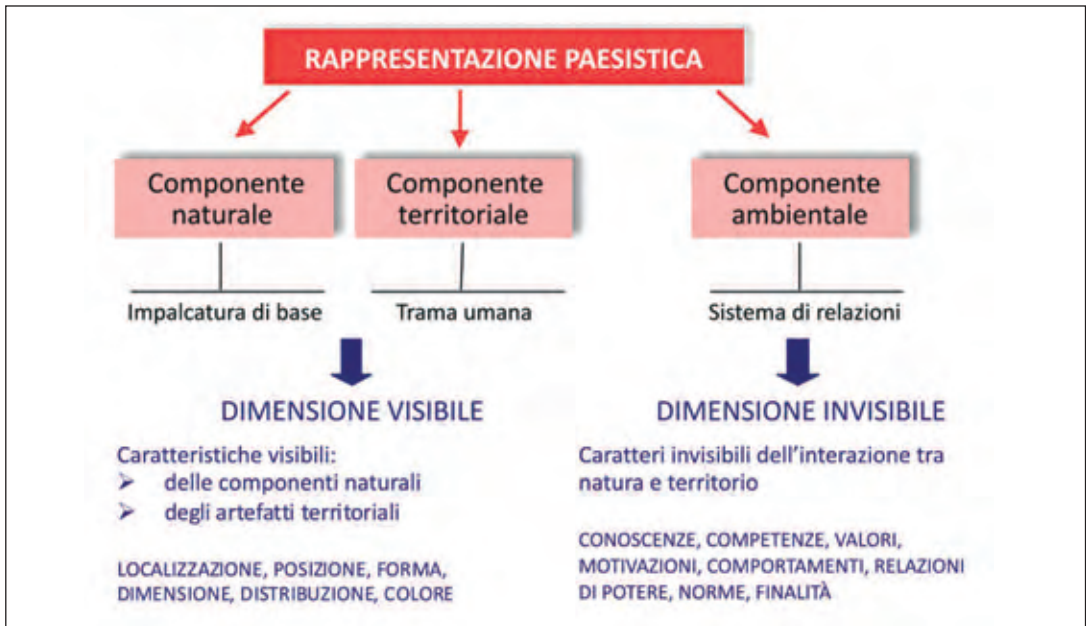 RAPPRESENTAZIONE PAESISTICA
Componente
naturale
Componente
territoriale
Componente
ambientale
Impalcatura di base
Trama umana
Sistema di relazioni
DIMENSIONE VISIBILE
Caratteristiche visibili:
➢ delle componenti naturali
➢ degli artefatti territoriali
LOCALIZZAZIONE, POSIZIONE, FORMA,
DIMENSIONE, DISTRIBUZIONE, COLORE
DIMENSIONE INVISIBILE
Caratteri invisibili dell'interazione tra
natura e territorio
CONOSCENZE, COMPETENZE, VALORI,
MOTIVAZIONI, COMPORTAMENTI, RELAZIONI
DI POTERE, NORME, FINALITÀ